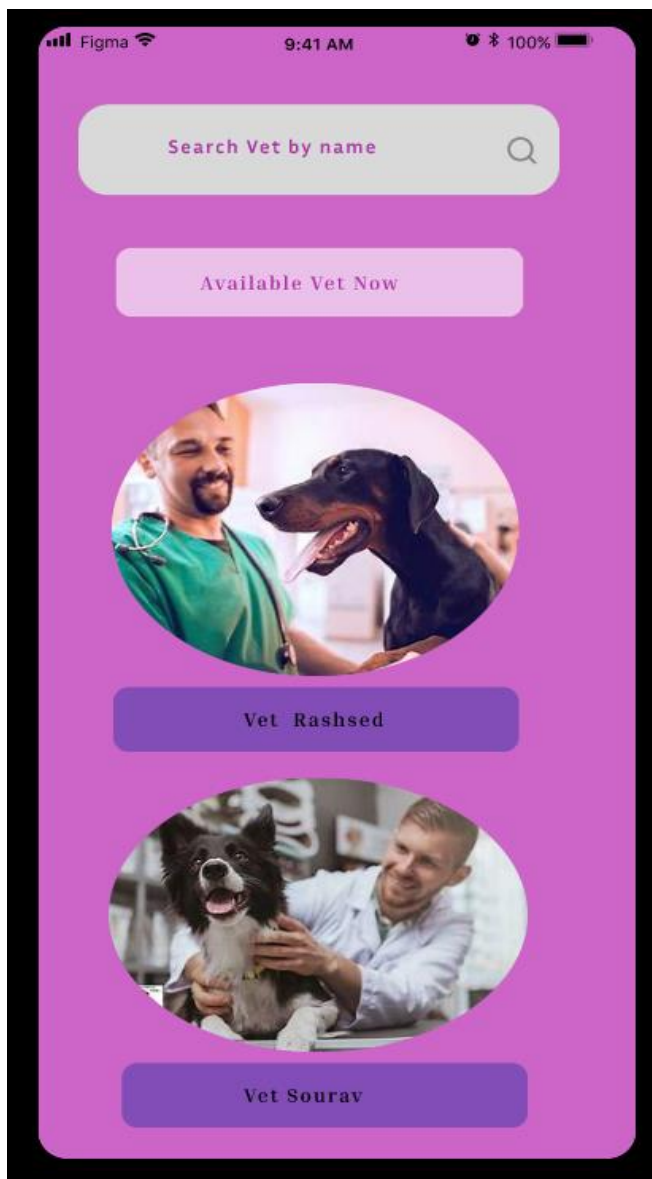 Figma 9:41 AM 100%
Search Vet by name
Available Vet Now
Vet Rashsed
Vet Sourav